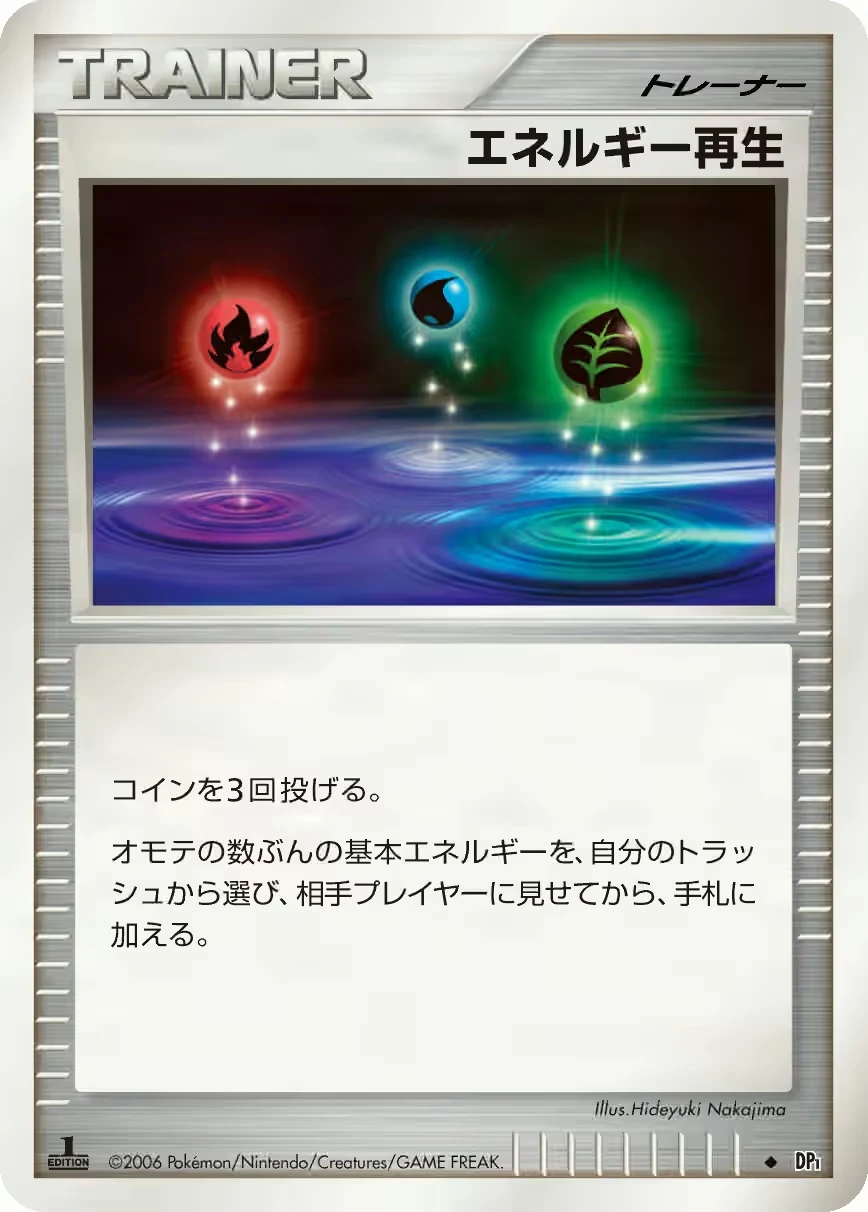 TRAINER
トレーナー
エネルギー再生
コインを3回投げる。
オモテの数ぶんの基本エネルギーを、自分のトラッ
シュから選び、相手プレイヤーに見せてから、手札に
加える。
Illus.Hideyuki Nakajima
1
EDITION
©2006 Pokémon/Nintendo/Creatures/GAME FREAK.
◆ DP1